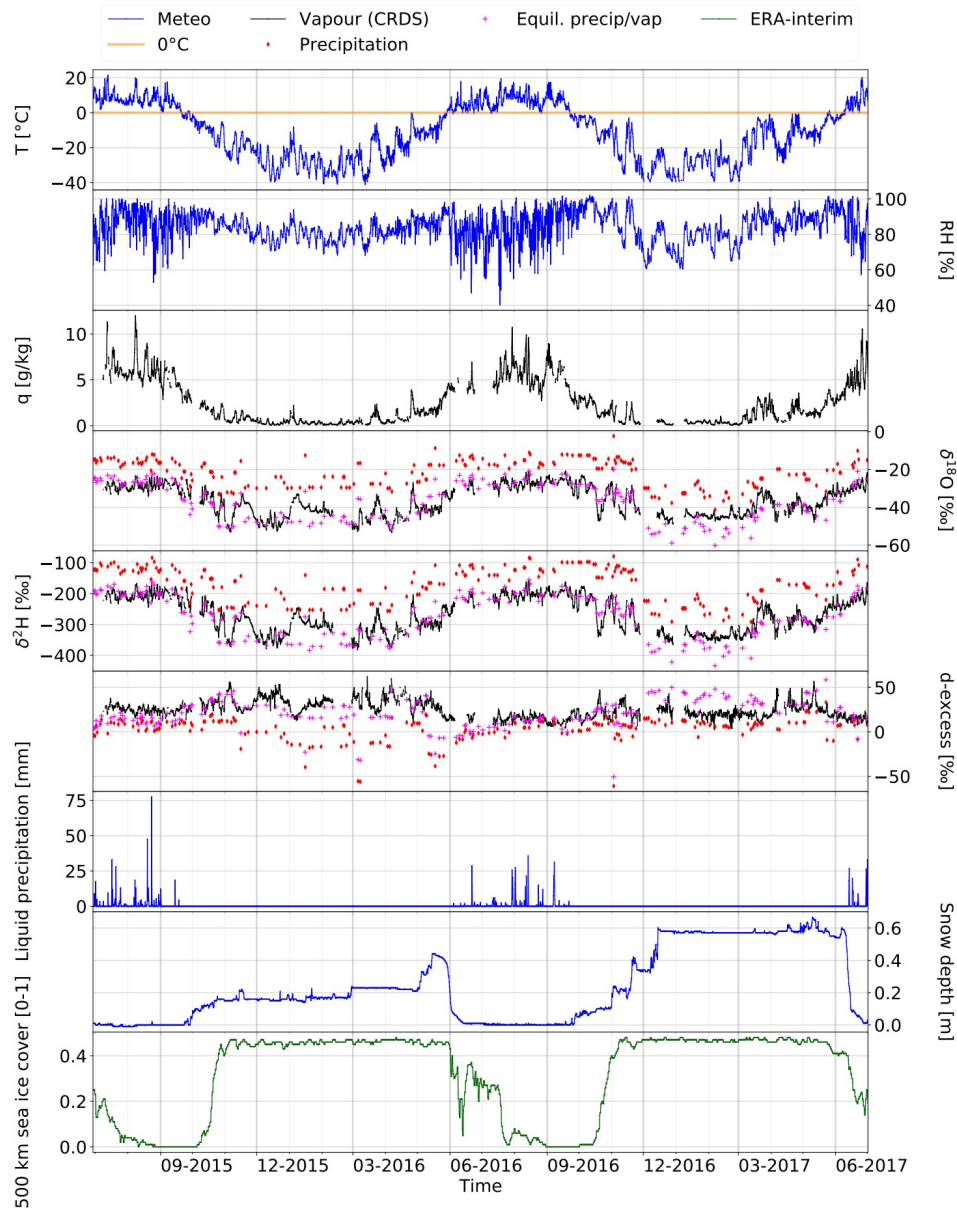 Meteo Vapour (CRDS) Equil. precip/vap ERA-interim
0°C Precipitation
T [°C]
20
0
−20
−40
RH [%]
100
80
60
40
q [g/kg]
10
5
0
δ¹⁸O [‰]
0
−20
−40
−60
δ²H [‰]
−100
−200
−300
−400
d-excess [‰]
50
0
−50
Liquid precipitation [mm]
75
50
25
0
Snow depth [m]
0.6
0.4
0.2
0.0
500 km sea ice cover [0-1]
0.4
0.2
0.0
09-2015 12-2015 03-2016 06-2016 09-2016 12-2016 03-2017 06-2017
Time